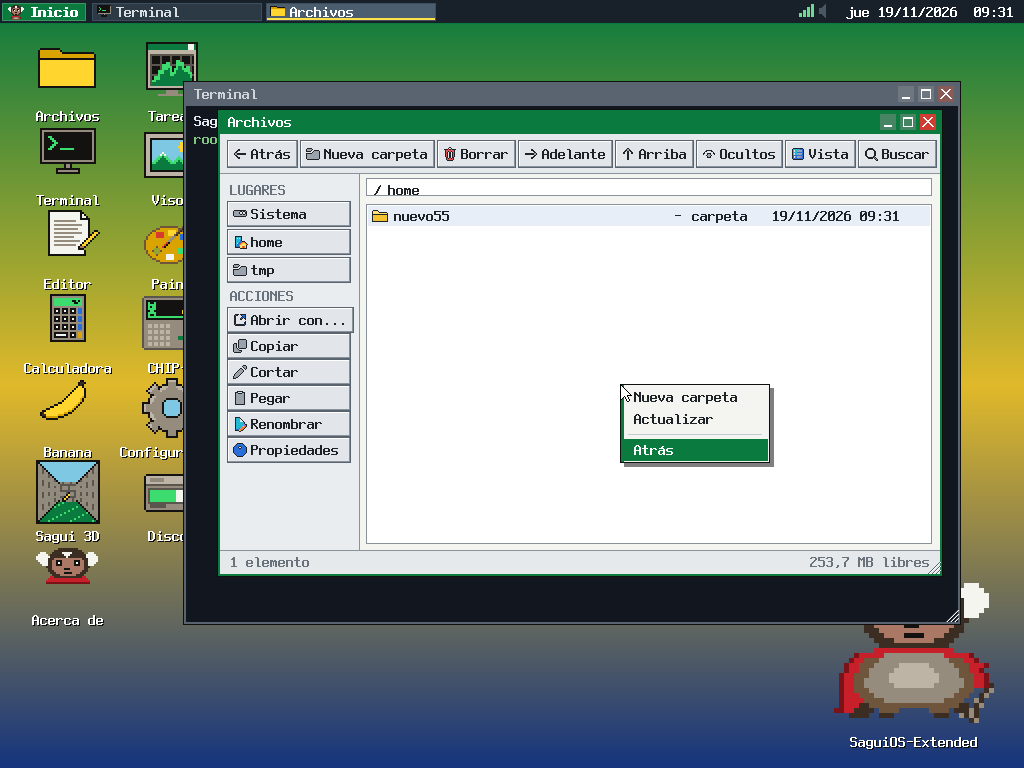 Inicio Terminal Archivos jue 19/11/2026 09:31
Archivos
Terminal
Editor
Calculadora
Banana
Sagui 3D
Acerca de
Terminal
Archivos
Atrás Nueva carpeta Borrar Adelante Arriba Ocultos Vista Buscar
LUGARES
Sistema
home
tmp
ACCIONES
Abrir con...
Copiar
Cortar
Pegar
Renombrar
Propiedades
/ home
nuevo55 - carpeta 19/11/2026 09:31
Nueva carpeta
Actualizar
Atrás
1 elemento 253,7 MB libres
SaguiOS-Extended